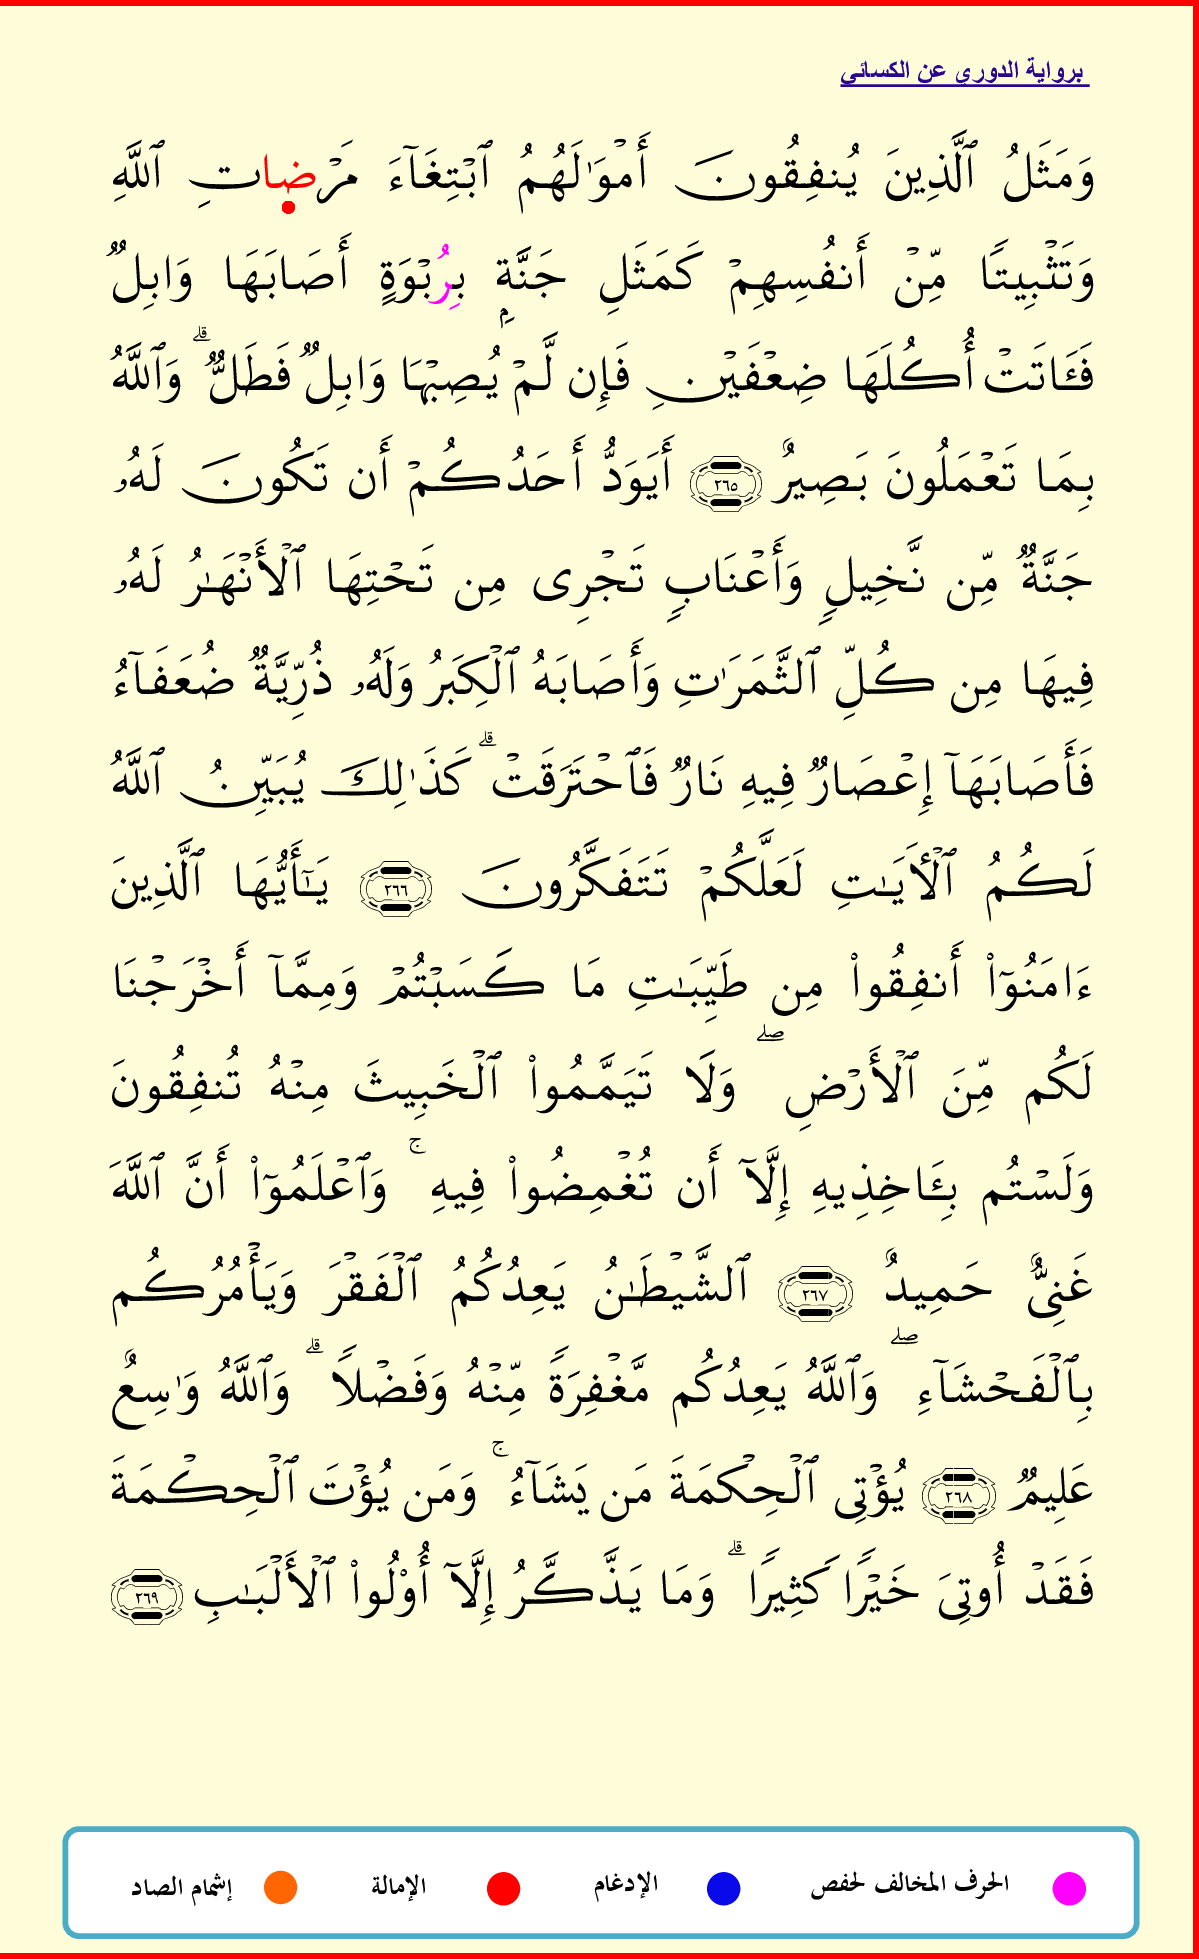 برواية الدوري عن الكسائي
وَمَثَلُ ٱلَّذِينَ يُنفِقُونَ أَمۡوَٰلَهُمُ ٱبۡتِغَآءَ مَرۡضَاتِ ٱللَّهِ
وَتَثۡبِيتٗا مِّنۡ أَنفُسِهِمۡ كَمَثَلِ جَنَّةِۭ بِرُبۡوَةٍ أَصَابَهَا وَابِلٞ
فَـَٔاتَتۡ أُكُلَهَا ضِعۡفَيۡنِ فَإِن لَّمۡ يُصِبۡهَا وَابِلٞ فَطَلّٞۗ وَٱللَّهُ
بِمَا تَعۡمَلُونَ بَصِيرٌ ٢٦٥ أَيَوَدُّ أَحَدُكُمۡ أَن تَكُونَ لَهُۥ
جَنَّةٞ مِّن نَّخِيلٖ وَأَعۡنَابٖ تَجۡرِي مِن تَحۡتِهَا ٱلۡأَنۡهَٰرُ لَهُۥ
فِيهَا مِن كُلِّ ٱلثَّمَرَٰتِ وَأَصَابَهُ ٱلۡكِبَرُ وَلَهُۥ ذُرِّيَّةٞ ضُعَفَآءُ
فَأَصَابَهَآ إِعۡصَارٞ فِيهِ نَارٞ فَٱحۡتَرَقَتۡۗ كَذَٰلِكَ يُبَيِّنُ ٱللَّهُ
لَكُمُ ٱلۡأٓيَٰتِ لَعَلَّكُمۡ تَتَفَكَّرُونَ ٢٦٦ يَٰٓأَيُّهَا ٱلَّذِينَ
ءَامَنُوٓاْ أَنفِقُواْ مِن طَيِّبَٰتِ مَا كَسَبۡتُمۡ وَمِمَّآ أَخۡرَجۡنَا
لَكُم مِّنَ ٱلۡأَرۡضِۖ وَلَا تَيَمَّمُواْ ٱلۡخَبِيثَ مِنۡهُ تُنفِقُونَ
وَلَسۡتُم بِـَٔاخِذِيهِ إِلَّآ أَن تُغۡمِضُواْ فِيهِۚ وَٱعۡلَمُوٓاْ أَنَّ ٱللَّهَ
غَنِيٌّ حَمِيدٌ ٢٦٧ ٱلشَّيۡطَٰنُ يَعِدُكُمُ ٱلۡفَقۡرَ وَيَأۡمُرُكُم
بِٱلۡفَحۡشَآءِۖ وَٱللَّهُ يَعِدُكُم مَّغۡفِرَةٗ مِّنۡهُ وَفَضۡلٗاۗ وَٱللَّهُ وَٰسِعٌ
عَلِيمٞ ٢٦٨ يُؤۡتِي ٱلۡحِكۡمَةَ مَن يَشَآءُۚ وَمَن يُؤۡتَ ٱلۡحِكۡمَةَ
فَقَدۡ أُوتِيَ خَيۡرٗا كَثِيرٗاۗ وَمَا يَذَّكَّرُ إِلَّآ أُوْلُواْ ٱلۡأَلۡبَٰبِ ٢٦٩
الحرف المخالف لحفص الإدغام الإمالة إشمام الصاد